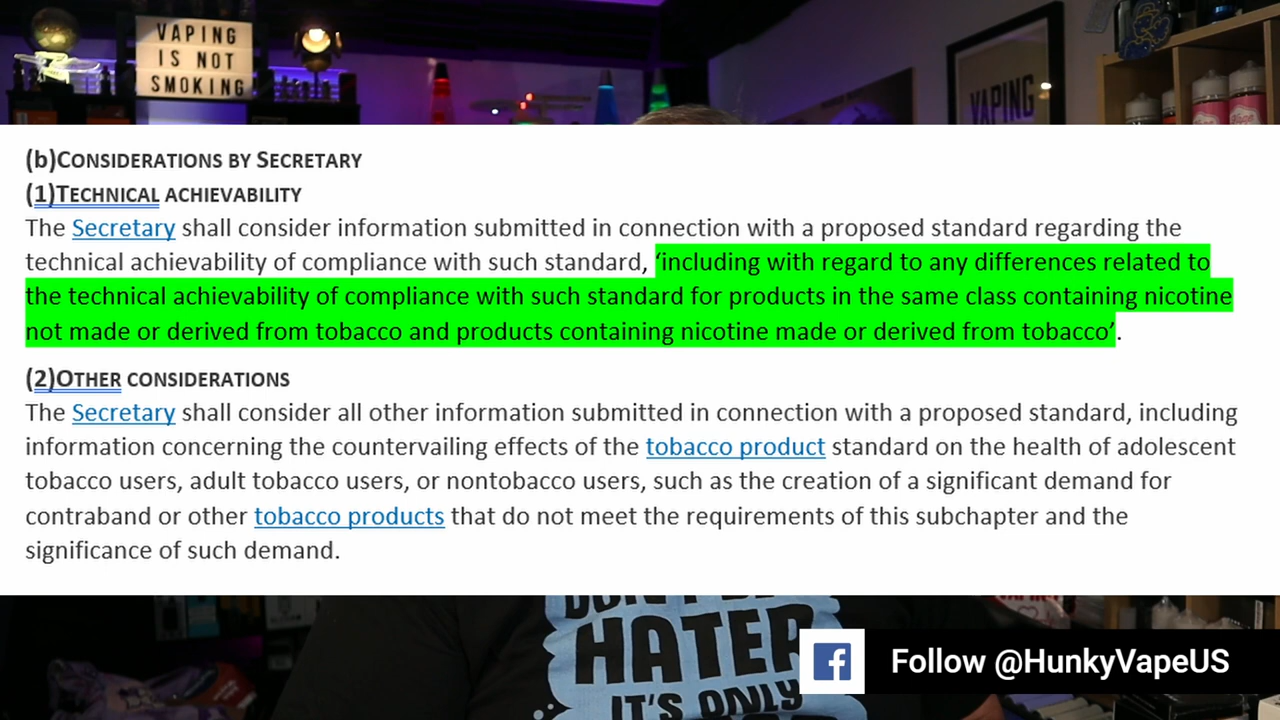 VAPING
IS NOT
SMOKING
VAPING
(b)CONSIDERATIONS BY SECRETARY
(1)TECHNICAL ACHIEVABILITY
The Secretary shall consider information submitted in connection with a proposed standard regarding the
technical achievability of compliance with such standard, ‘including with regard to any differences related to
the technical achievability of compliance with such standard for products in the same class containing nicotine
not made or derived from tobacco and products containing nicotine made or derived from tobacco’.
(2)OTHER CONSIDERATIONS
The Secretary shall consider all other information submitted in connection with a proposed standard, including
information concerning the countervailing effects of the tobacco product standard on the health of adolescent
tobacco users, adult tobacco users, or nontobacco users, such as the creation of a significant demand for
contraband or other tobacco products that do not meet the requirements of this subchapter and the
significance of such demand.
HATER
IT'S ONLY
Follow @HunkyVapeUS